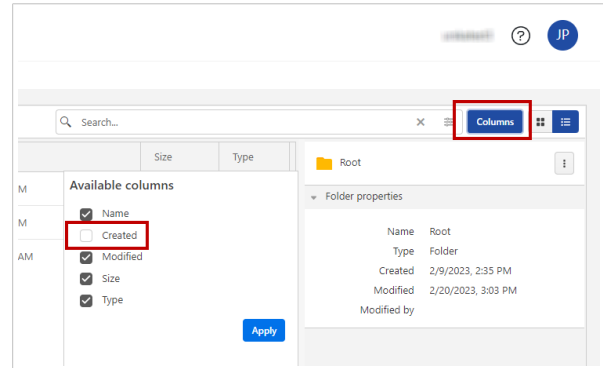 JP
Search...
Columns
Size Type
Root
Available columns
Folder properties
M
Name
Name Root
M
Created
Type Folder
AM
Modified
Created 2/9/2023, 2:35 PM
Size
Modified 2/20/2023, 3:03 PM
Type
Modified by
Apply